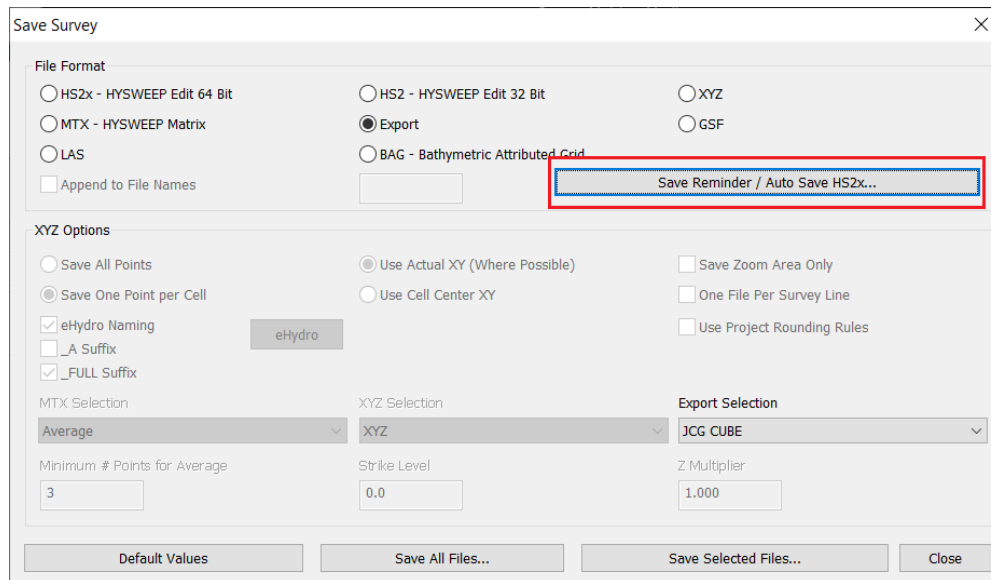 Save Survey
File Format
HS2x - HYSWEEP Edit 64 Bit
HS2 - HYSWEEP Edit 32 Bit
XYZ
MTX - HYSWEEP Matrix
Export
GSF
LAS
BAG - Bathymetric Attributed Grid
Append to File Names
Save Reminder / Auto Save HS2x...
XYZ Options
Save All Points
Use Actual XY (Where Possible)
Save Zoom Area Only
Save One Point per Cell
Use Cell Center XY
One File Per Survey Line
eHydro Naming
eHydro
Use Project Rounding Rules
_A Suffix
_FULL Suffix
MTX Selection
XYZ Selection
Export Selection
Average
XYZ
JCG CUBE
Minimum # Points for Average
Strike Level
Z Multiplier
3
0.0
1.000
Default Values
Save All Files...
Save Selected Files...
Close